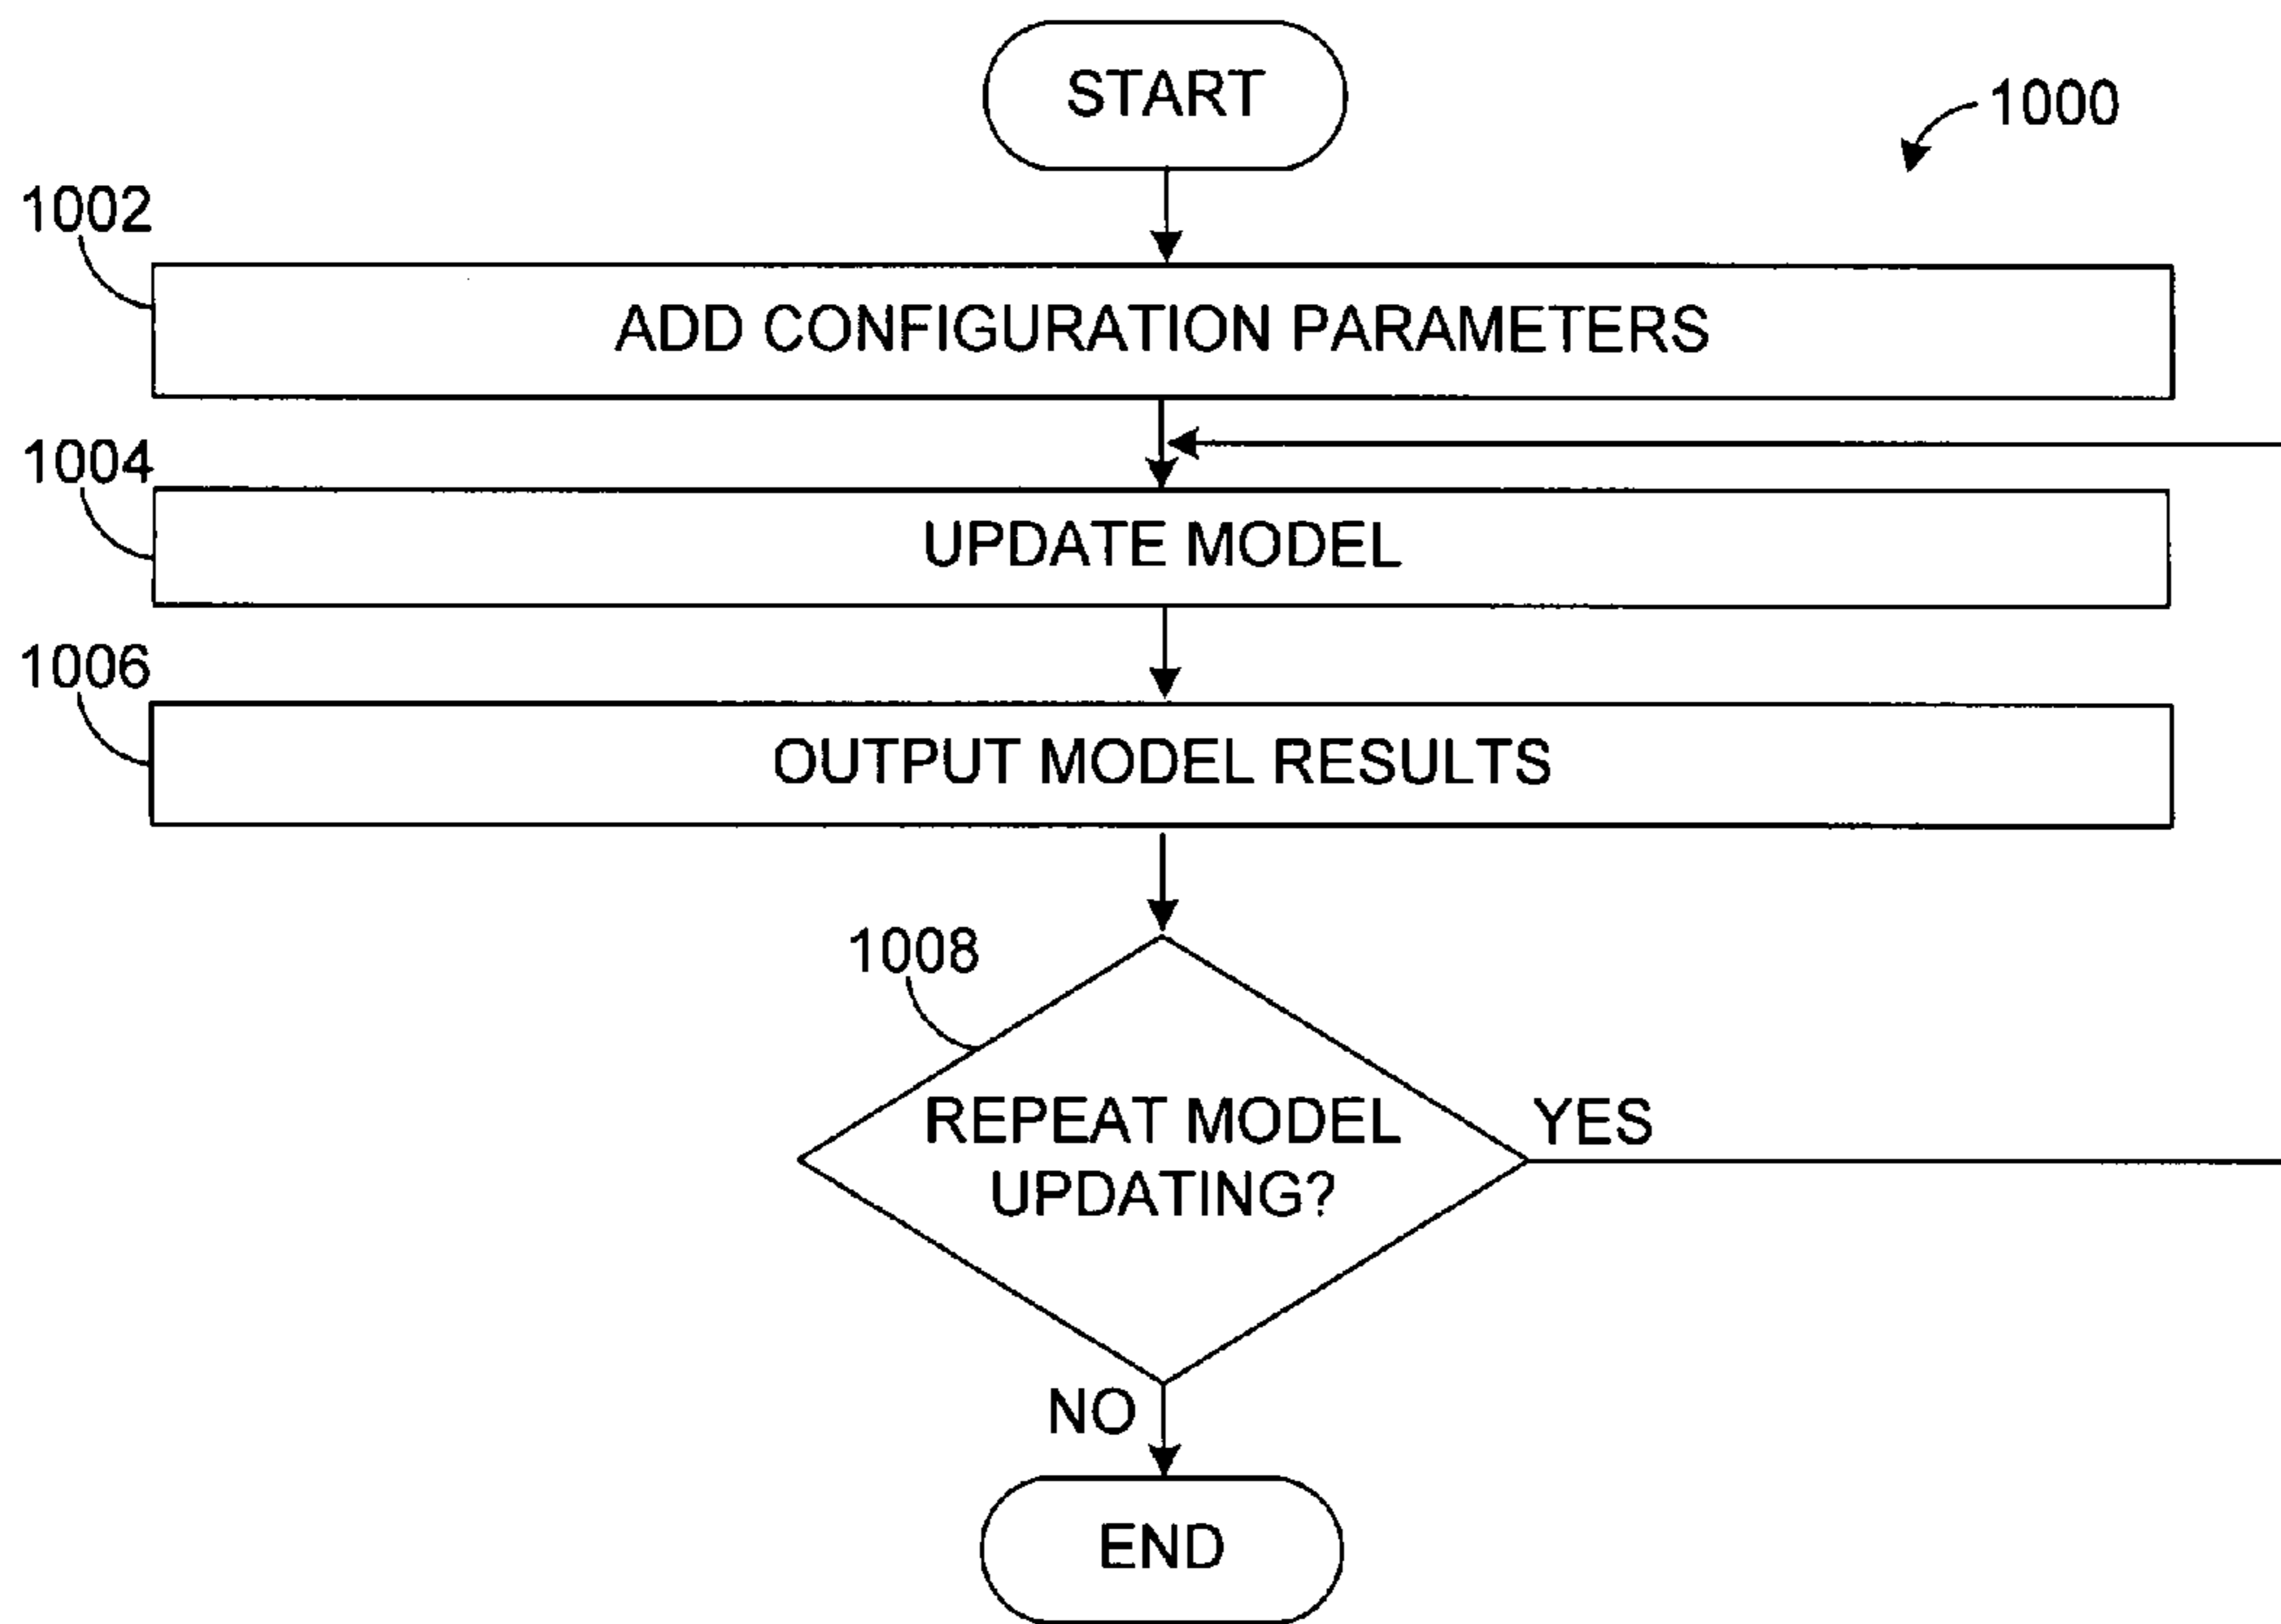 START
1000
1002
ADD CONFIGURATION PARAMETERS
1004
UPDATE MODEL
1006
OUTPUT MODEL RESULTS
1008
REPEAT MODEL
UPDATING?
YES
NO
END